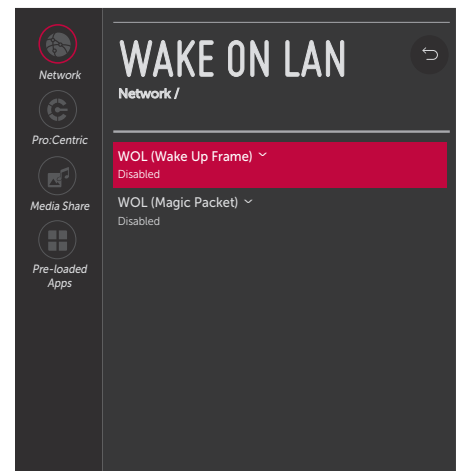 Network
Pro:Centric
Media Share
Pre-loaded
Apps
WAKE ON LAN
Network /
WOL (Wake Up Frame)
Disabled
WOL (Magic Packet)
Disabled